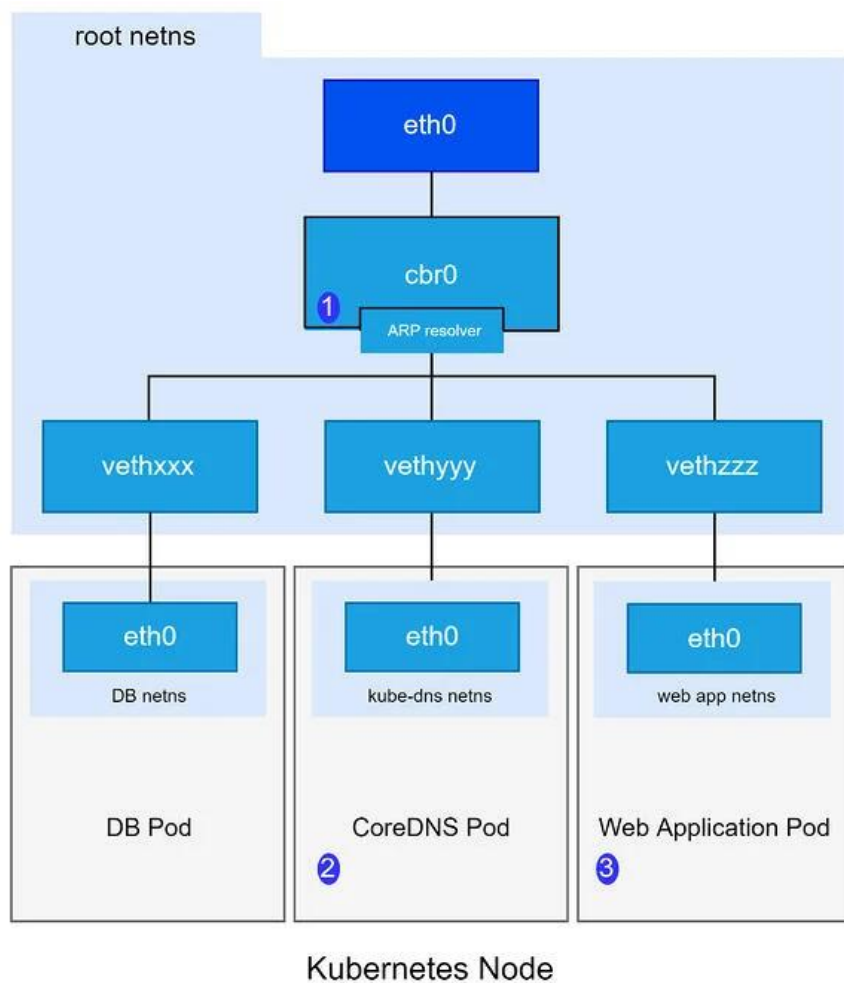 root netns
eth0
cbr0
1
ARP resolver
vethxxx
vethyyy
vethzzz
eth0
eth0
eth0
DB netns
kube-dns netns
web app netns
DB Pod
CoreDNS Pod
Web Application Pod
2
3
Kubernetes Node